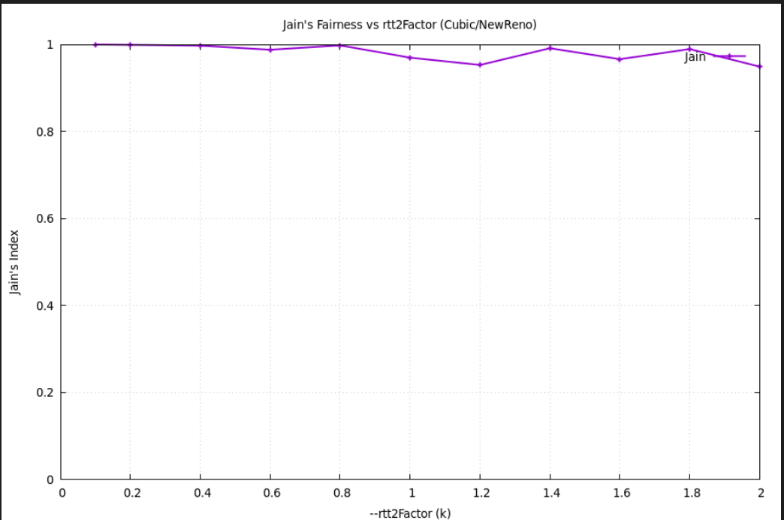 Jain's Fairness vs rtt2Factor (Cubic/NewReno)
Jain
1
0.8
0.6
0.4
0.2
0
Jain's Index
0 0.2 0.4 0.6 0.8 1 1.2 1.4 1.6 1.8 2
--rtt2Factor (k)